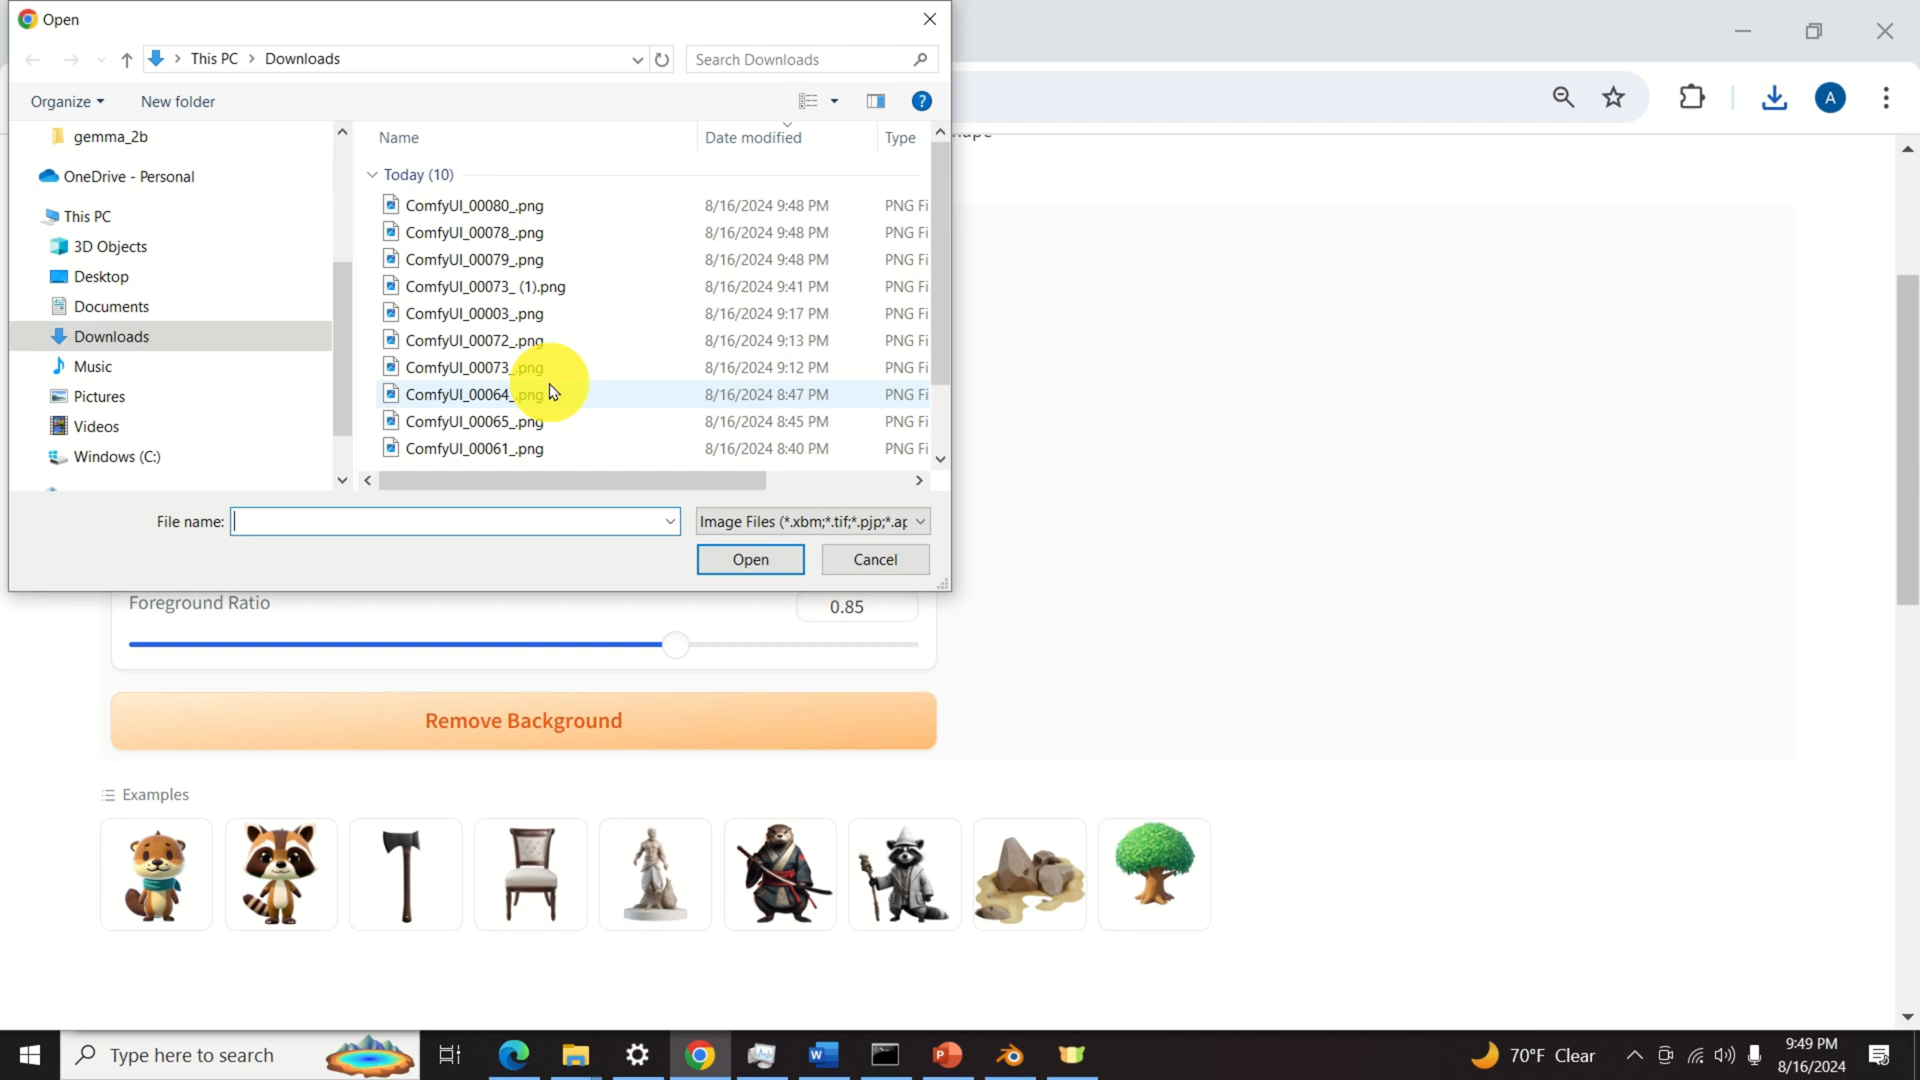 Open
This PC > Downloads
Search Downloads
Organize
New folder
?
A
gemma_2b
OneDrive - Personal
This PC
3D Objects
Desktop
Documents
Downloads
Music
Pictures
Videos
Windows (C:)
Name Date modified Type
Today (10)
ComfyUI_00080_.png 8/16/2024 9:48 PM PNG Fi
ComfyUI_00078_.png 8/16/2024 9:48 PM PNG Fi
ComfyUI_00079_.png 8/16/2024 9:48 PM PNG Fi
ComfyUI_00073_ (1).png 8/16/2024 9:41 PM PNG Fi
ComfyUI_00003_.png 8/16/2024 9:17 PM PNG Fi
ComfyUI_00072_.png 8/16/2024 9:13 PM PNG Fi
ComfyUI_00073_.png 8/16/2024 9:12 PM PNG Fi
ComfyUI_00064_.png 8/16/2024 8:47 PM PNG Fi
ComfyUI_00065_.png 8/16/2024 8:45 PM PNG Fi
ComfyUI_00061_.png 8/16/2024 8:40 PM PNG Fi
File name:
Image Files (*.xbm;*.tif;*.pjp;*.ap
Open
Cancel
Foreground Ratio
0.85
Remove Background
Examples
Type here to search
W
P
70°F Clear
9:49 PM
8/16/2024